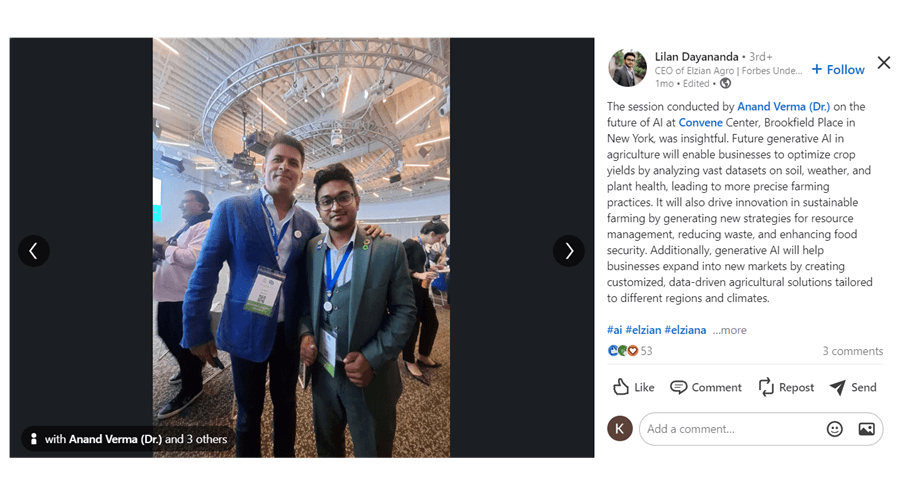 Lilan Dayananda • 3rd+
CEO of Elzian Agro | Forbes Unde...
1mo • Edited •
+ Follow
The session conducted by Anand Verma (Dr.) on the
future of AI at Convene Center, Brookfield Place in
New York, was insightful. Future generative AI in
agriculture will enable businesses to optimize crop
yields by analyzing vast datasets on soil, weather, and
plant health, leading to more precise farming
practices. It will also drive innovation in sustainable
farming by generating new strategies for resource
management, reducing waste, and enhancing food
security. Additionally, generative AI will help
businesses expand into new markets by creating
customized, data-driven agricultural solutions tailored
to different regions and climates.
#ai #elzian #elziana ...more
53
3 comments
Like
Comment
Repost
Send
K
Add a comment...
with Anand Verma (Dr.) and 3 others